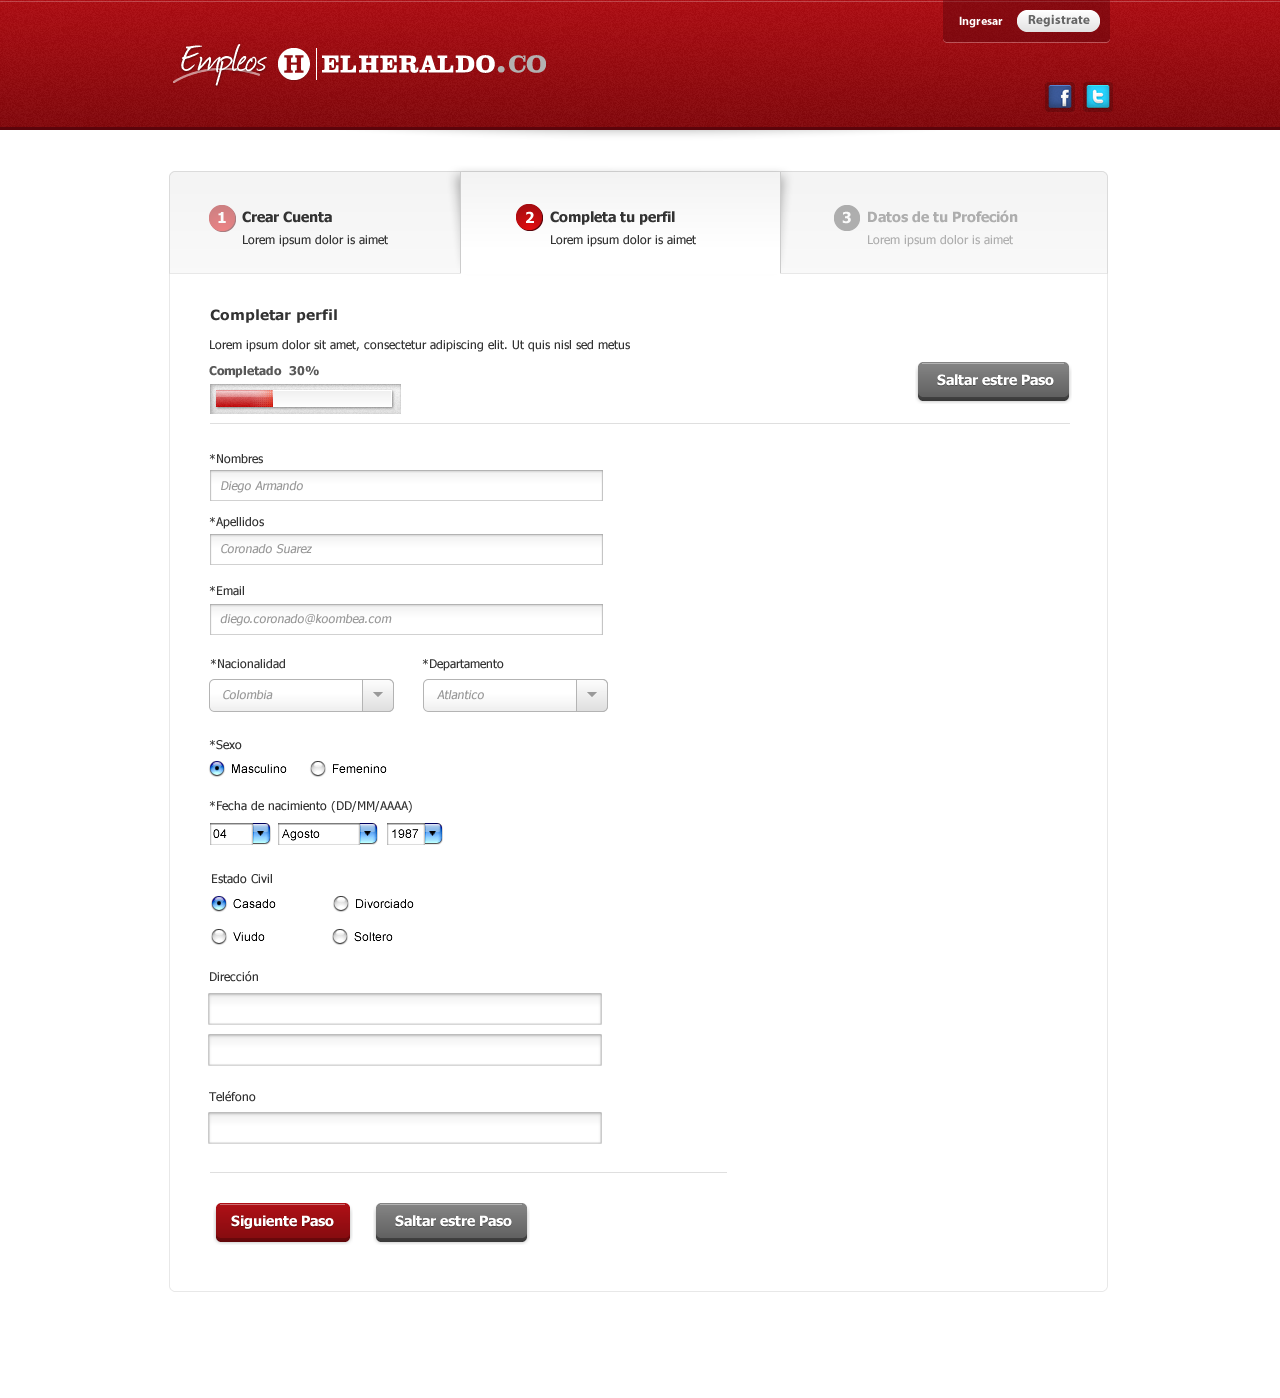 Ingresar Registrate
Empleos H ELHERALDO.CO
f t
1 Crear Cuenta
Lorem ipsum dolor is aimet
2 Completa tu perfil
Lorem ipsum dolor is aimet
3 Datos de tu Profeción
Lorem ipsum dolor is aimet
Completar perfil
Lorem ipsum dolor sit amet, consectetur adipiscing elit. Ut quis nisl sed metus
Completado 30%
Saltar estre Paso
*Nombres
Diego Armando
*Apellidos
Coronado Suarez
*Email
diego.coronado@koombea.com
*Nacionalidad *Departamento
Colombia Atlantico
*Sexo
Masculino Femenino
*Fecha de nacimiento (DD/MM/AAAA)
04 Agosto 1987
Estado Civil
Casado Divorciado
Viudo Soltero
Dirección
Teléfono
Siguiente Paso Saltar estre Paso